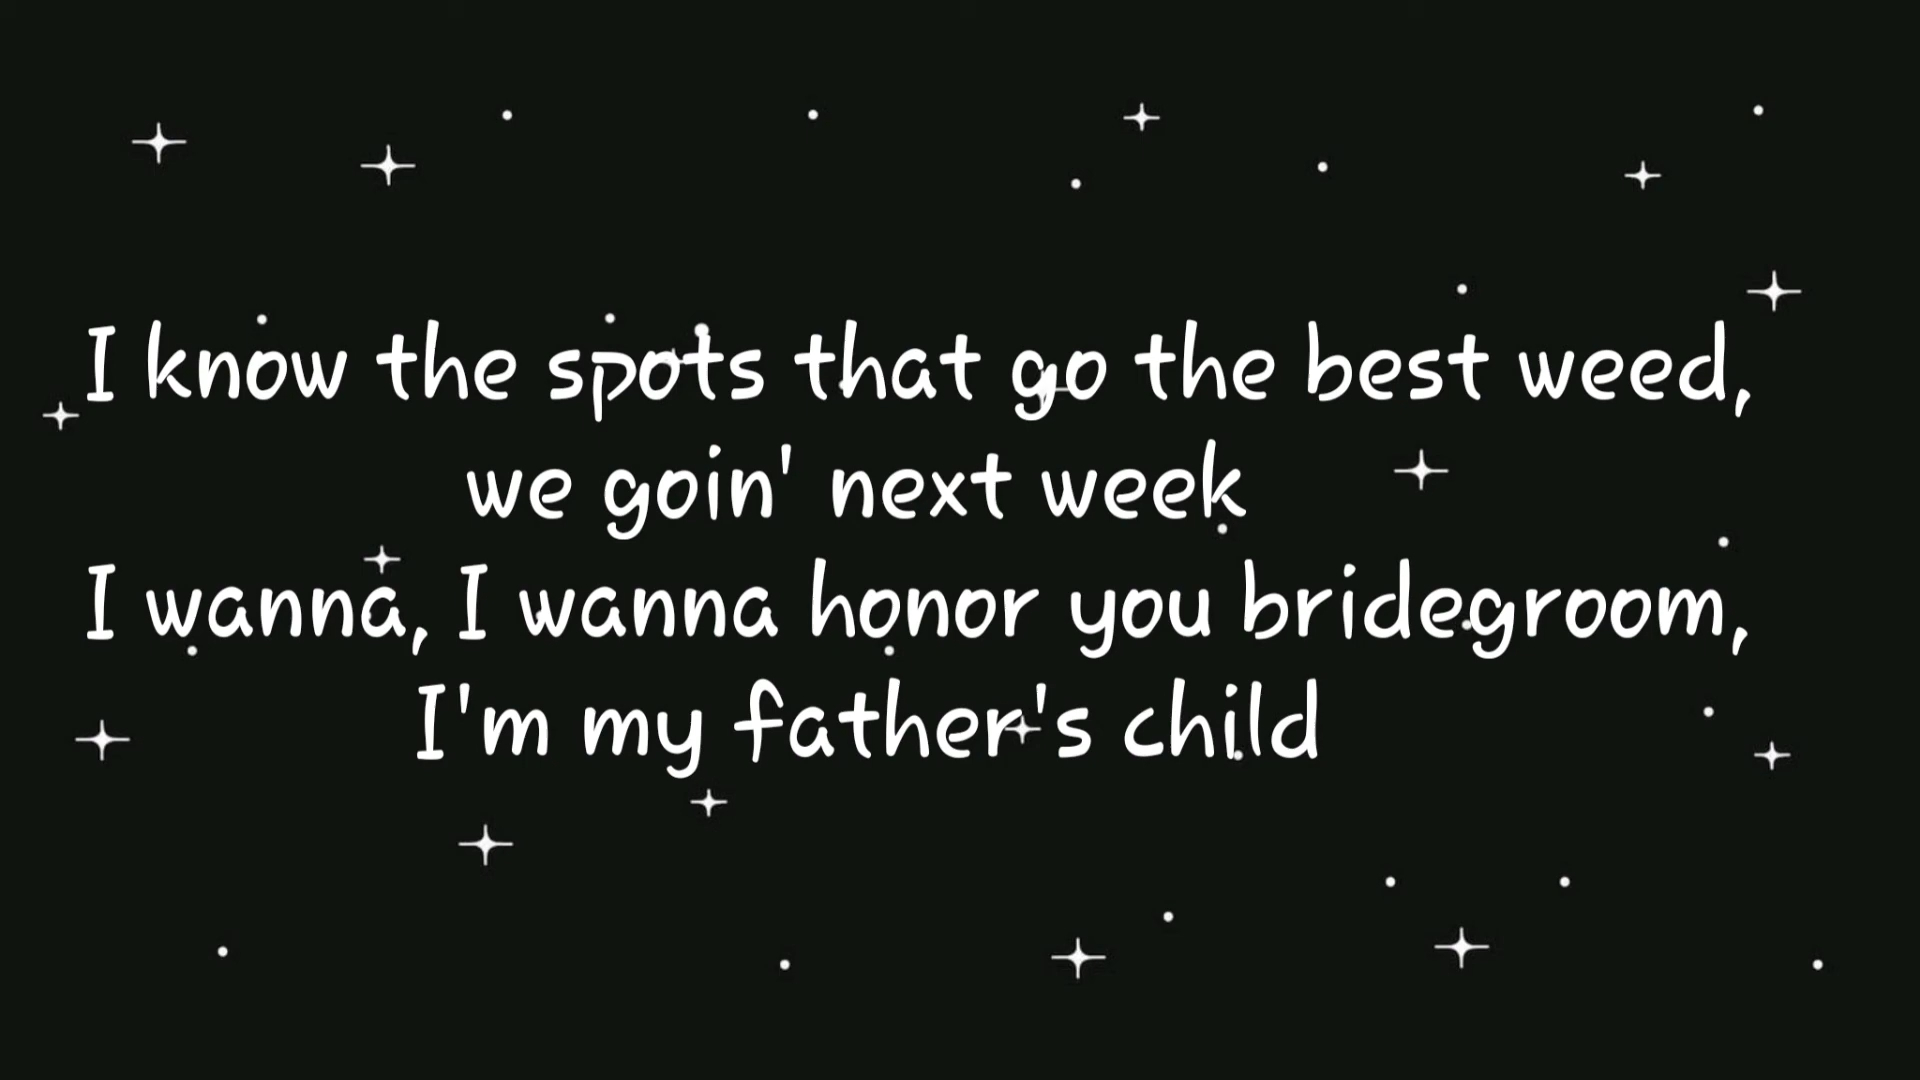 I know the spots that go the best weed,
we goin' next week
I wanna, I wanna honor you bridegroom,
I'm my father's child